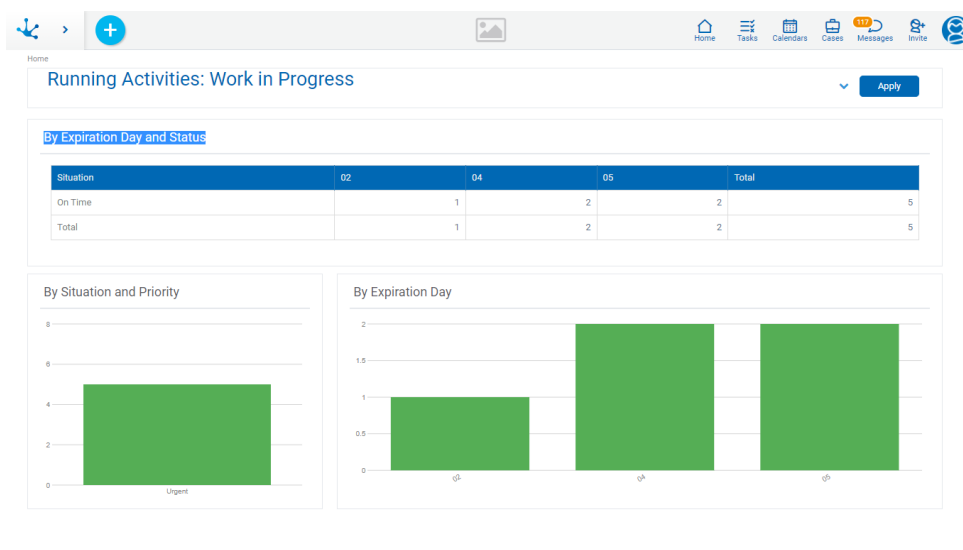 117
Home Tasks Calendars Cases Messages Invite
Home
Running Activities: Work in Progress
Apply
By Expiration Day and Status
Situation 02 04 05 Total
On Time 1 2 2 5
Total 1 2 2 5
By Situation and Priority
8
6
4
2
0
Urgent
By Expiration Day
2
1.5
1
0.5
0
02 04 05